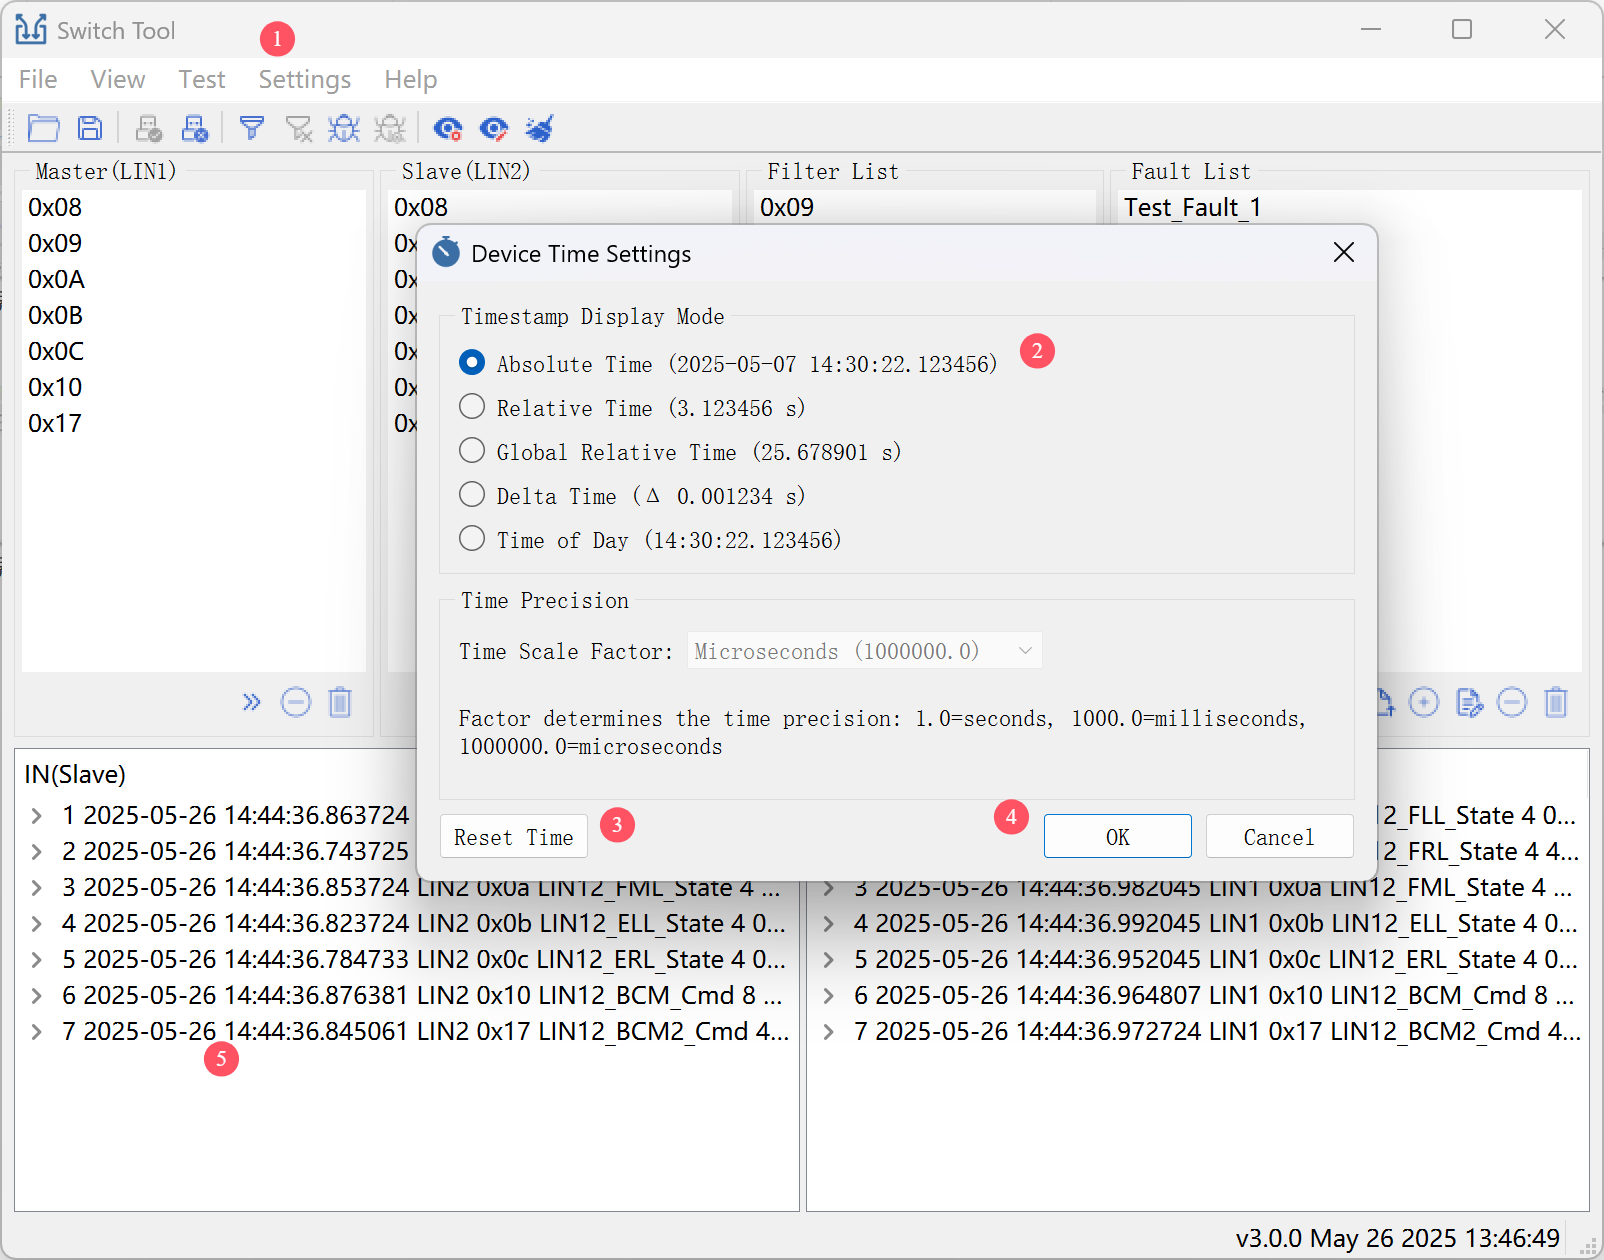 Switch Tool
1
File View Test Settings Help
Master(LIN1)
0x08
0x09
0x0A
0x0B
0x0C
0x10
0x17
Slave(LIN2)
0x08
0x
0x
0x
0x
0x
0x
Filter List
0x09
Fault List
Test_Fault_1
Device Time Settings
Timestamp Display Mode
Absolute Time (2025-05-07 14:30:22.123456)
2
Relative Time (3.123456 s)
Global Relative Time (25.678901 s)
Delta Time (Δ 0.001234 s)
Time of Day (14:30:22.123456)
Time Precision
Time Scale Factor: Microseconds (1000000.0)
Factor determines the time precision: 1.0=seconds, 1000.0=milliseconds,
1000000.0=microseconds
Reset Time
3
4
OK
Cancel
IN(Slave)
1 2025-05-26 14:44:36.863724
2 2025-05-26 14:44:36.743725
3 2025-05-26 14:44:36.853724 LIN2 0x0a LIN12_FML_State 4 ...
4 2025-05-26 14:44:36.823724 LIN2 0x0b LIN12_ELL_State 4 0...
5 2025-05-26 14:44:36.784733 LIN2 0x0c LIN12_ERL_State 4 0...
6 2025-05-26 14:44:36.876381 LIN2 0x10 LIN12_BCM_Cmd 8 ...
7 2025-05-26 14:44:36.845061 LIN2 0x17 LIN12_BCM2_Cmd 4...
5
2_FLL_State 4 0...
2_FRL_State 4 4...
3 2025-05-26 14:44:36.982045 LIN1 0x0a LIN12_FML_State 4 ...
4 2025-05-26 14:44:36.992045 LIN1 0x0b LIN12_ELL_State 4 0...
5 2025-05-26 14:44:36.952045 LIN1 0x0c LIN12_ERL_State 4 0...
6 2025-05-26 14:44:36.964807 LIN1 0x10 LIN12_BCM_Cmd 8 ...
7 2025-05-26 14:44:36.972724 LIN1 0x17 LIN12_BCM2_Cmd 4...
v3.0.0 May 26 2025 13:46:49